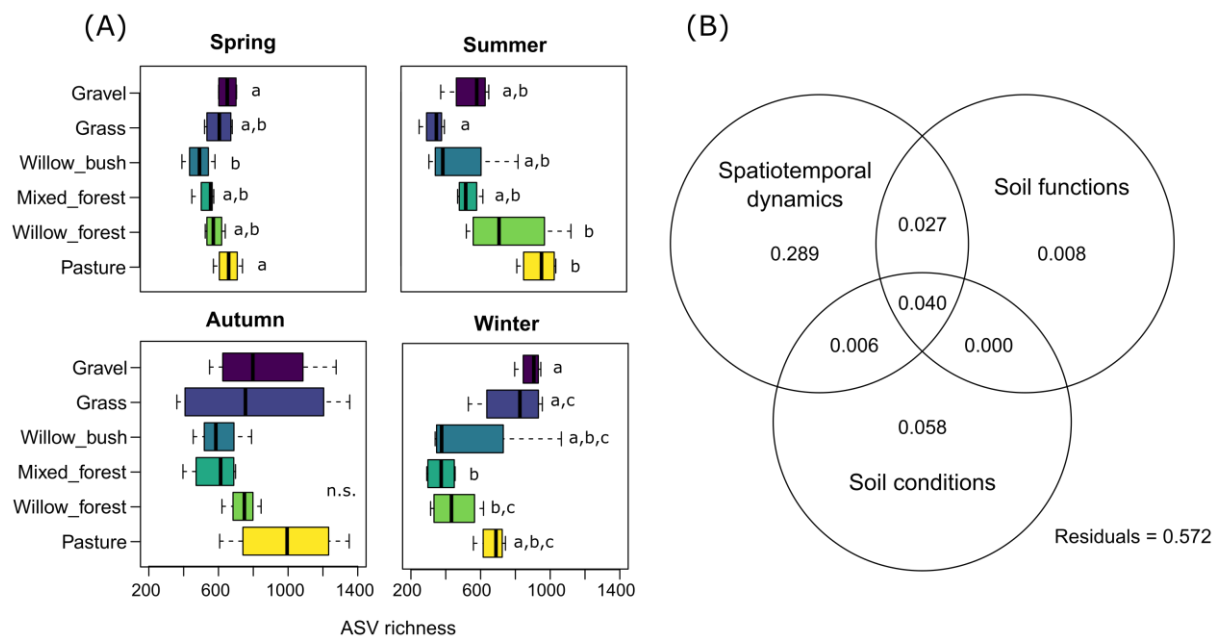 (A)
Spring
Gravel
a
Grass
a,b
Willow_bush
b
Mixed_forest
a,b
Willow_forest
a,b
Pasture
a
Summer
a,b
a
a,b
a,b
b
b
Autumn
Gravel
Grass
Willow_bush
Mixed_forest
n.s.
Willow_forest
Pasture
200 600 1000 1400
Winter
a
a,c
a,b,c
b
b,c
a,b,c
200 600 1000 1400
ASV richness
(B)
Spatiotemporal
dynamics
0.289
Soil functions
0.008
0.027
0.040
0.006
0.000
0.058
Soil conditions
Residuals = 0.572